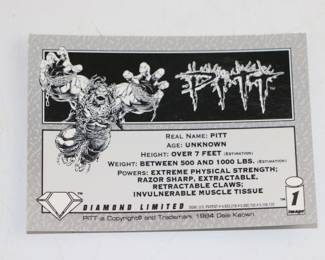 PITT
REAL NAME: PITT
AGE: UNKNOWN
HEIGHT: OVER 7 FEET (ESTIMATION)
WEIGHT: BETWEEN 500 AND 1000 LBS. (ESTIMATION)
POWERS: EXTREME PHYSICAL STRENGTH;
RAZOR SHARP, EXTRACTABLE,
RETRACTABLE CLAWS;
INVULNERABLE MUSCLE TISSUE
1
image
DIAMOND LIMITED
PITT is Copyright© and Trademark 1994 Dale Keown.